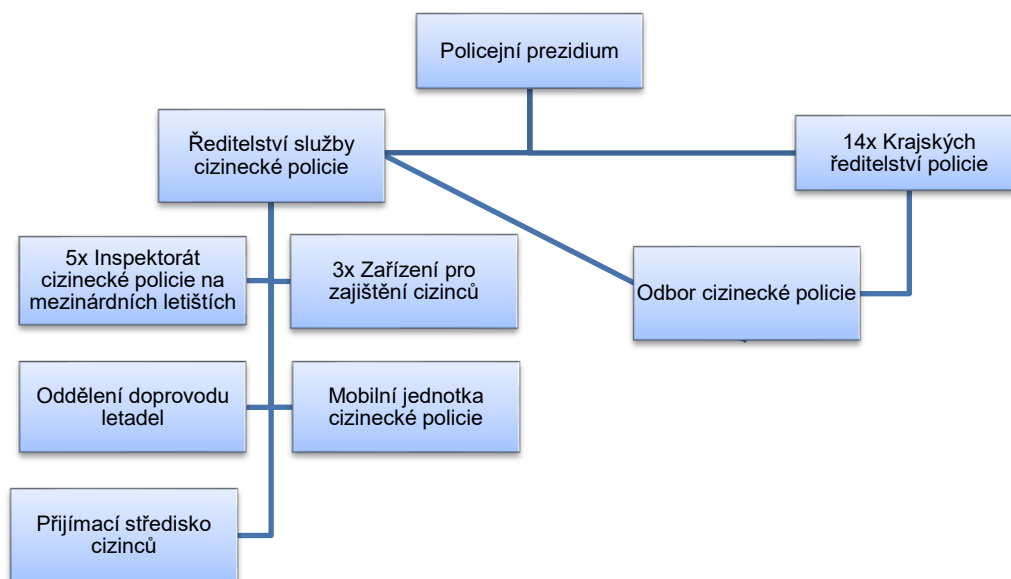 Policejní prezidium
Ředitelství služby
cizinecké policie
14x Krajských
ředitelství policie
5x Inspektorát
cizinecké policie na
mezinárdních letištích
3x Zařízení pro
zajištění cizinců
Odbor cizinecké policie
Oddělení doprovodu
letadel
Mobilní jednotka
cizinecké policie
Přijímací středisko
cizinců